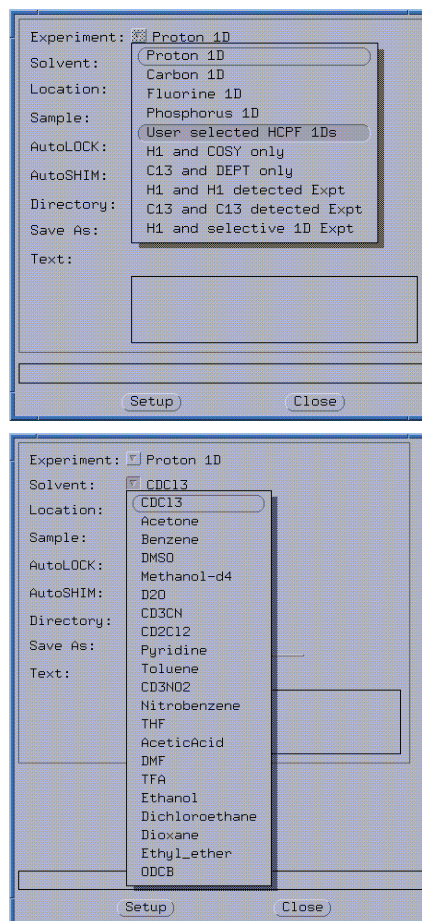 Experiment: Proton 1D
Proton 1D
Solvent:
Carbon 1D
Location:
Fluorine 1D
Sample:
Phosphorus 1D
User selected HCPF 1Ds
AutoLOCK:
H1 and COSY only
C13 and DEPT only
AutoSHIM:
H1 and H1 detected Expt
Directory:
C13 and C13 detected Expt
Save As:
H1 and selective 1D Expt
Text:
Setup
Close
Experiment: Proton 1D
Solvent: CDCl3
CDCl3
Location:
Acetone
Sample:
Benzene
DMSO
AutoLOCK:
Methanol-d4
AutoSHIM:
D2O
CD3CN
Directory:
CD2Cl2
Save As:
Pyridine
Text:
Toluene
CD3NO2
Nitrobenzene
THF
AceticAcid
DMF
TFA
Ethanol
Dichloroethane
Dioxane
Ethyl_ether
ODCB
Setup
Close